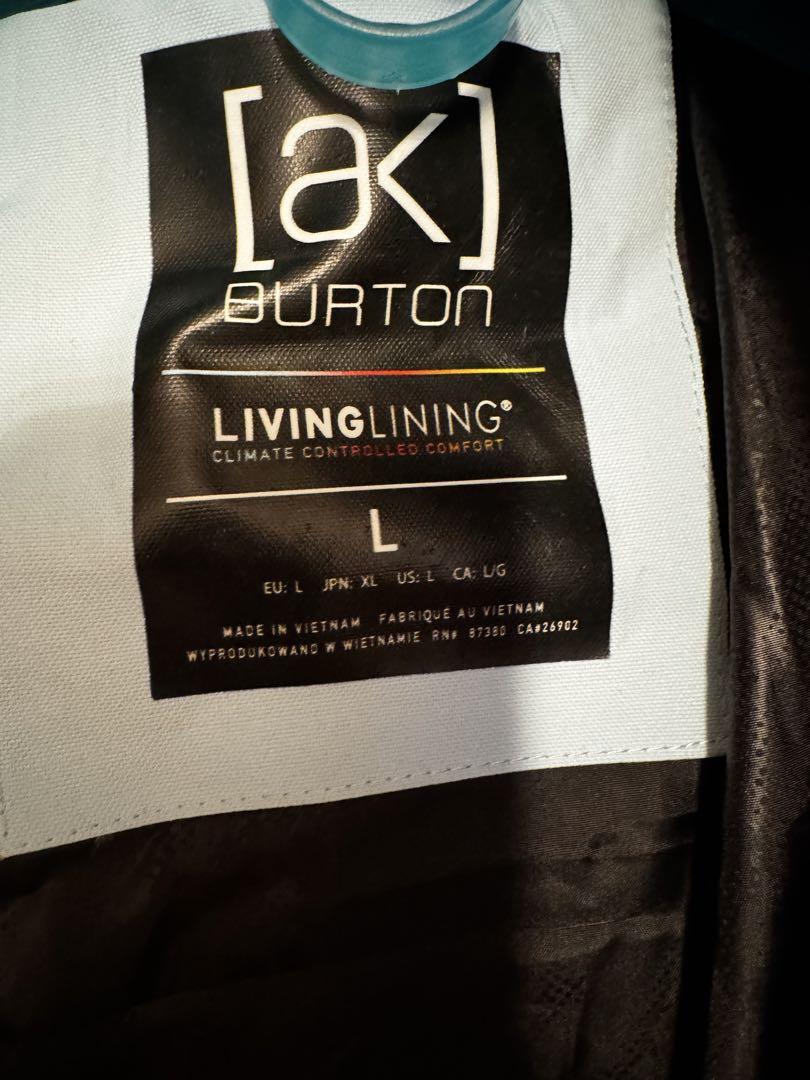 [ak]
BURTON
LIVINGLINING®
CLIMATE CONTROLLED COMFORT
L
EU: L JPN: XL US: L CA: L/G
MADE IN VIETNAM FABRIQUÉ AU VIETNAM
WYPRODUKOWANO W WIETNAMIE RN# 87380 CA#26902